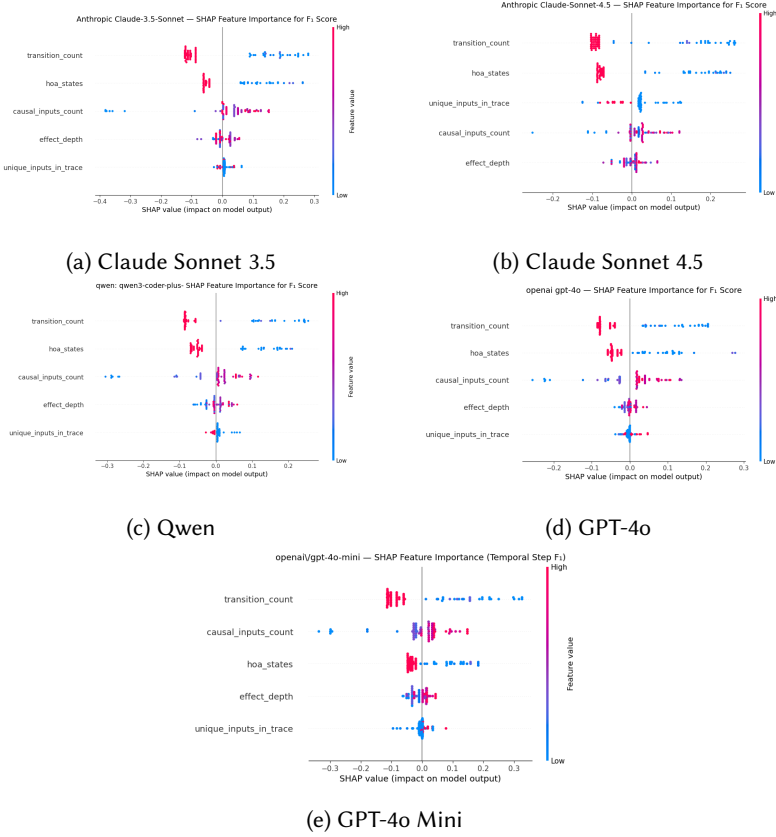 Anthropic Claude-3.5-Sonnet — SHAP Feature Importance for F₁ Score
High
transition_count
hoa_states
causal_inputs_count
effect_depth
unique_inputs_in_trace
Feature value
Low
−0.4 −0.3 −0.2 −0.1 0.0 0.1 0.2 0.3
SHAP value (impact on model output)
(a) Claude Sonnet 3.5
Anthropic Claude-Sonnet-4.5 — SHAP Feature Importance for F₁ Score
High
transition_count
hoa_states
unique_inputs_in_trace
causal_inputs_count
effect_depth
Low
−0.2 −0.1 0.0 0.1 0.2
SHAP value (impact on model output)
(b) Claude Sonnet 4.5
qwen: qwen3-coder-plus- SHAP Feature Importance for F₁ Score
High
transition_count
hoa_states
causal_inputs_count
effect_depth
unique_inputs_in_trace
Feature value
Low
−0.3 −0.2 −0.1 0.0 0.1 0.2
SHAP value (impact on model output)
(c) Qwen
openai gpt-4o — SHAP Feature Importance for F₁ Score
High
transition_count
hoa_states
causal_inputs_count
effect_depth
unique_inputs_in_trace
Low
−0.2 −0.1 0.0 0.1 0.2 0.3
SHAP value (impact on model output)
(d) GPT-4o
openai\/gpt-4o-mini — SHAP Feature Importance (Temporal Step F₁)
High
transition_count
causal_inputs_count
hoa_states
effect_depth
unique_inputs_in_trace
Feature value
Low
−0.3 −0.2 −0.1 0.0 0.1 0.2 0.3
SHAP value (impact on model output)
(e) GPT-4o Mini